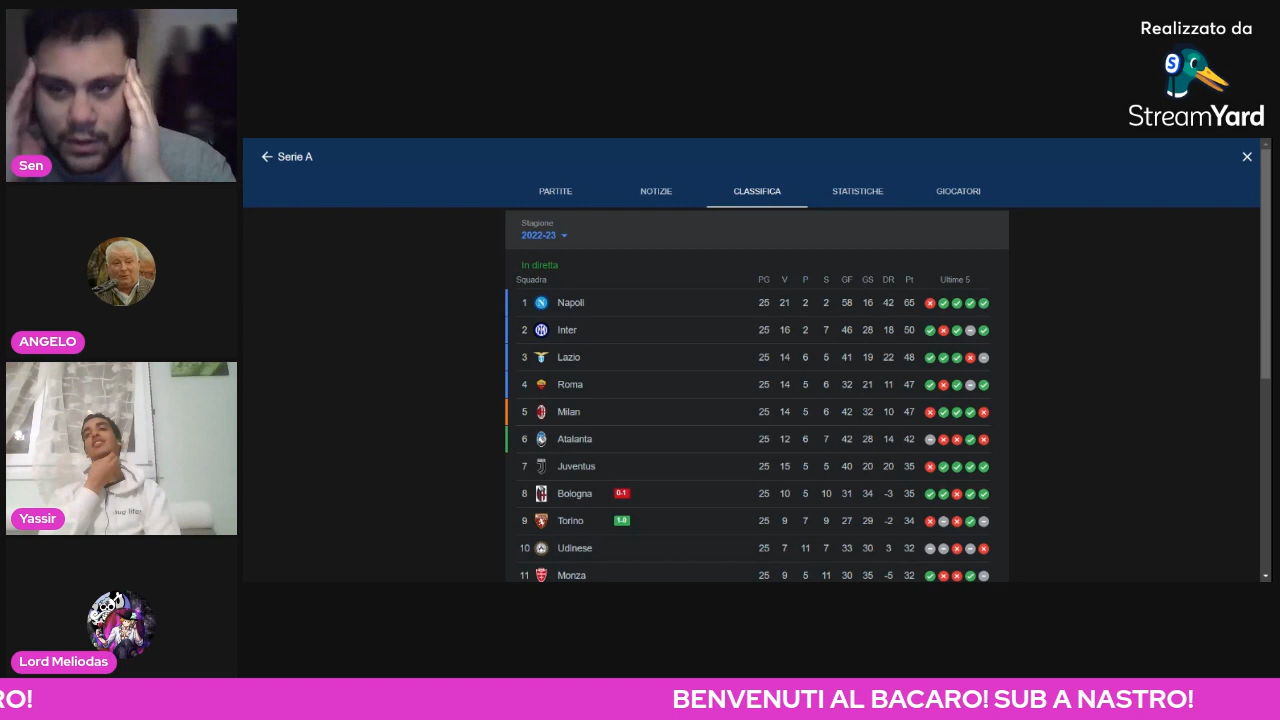 Realizzato da
StreamYard
Sen
ANGELO
Yassir
Lord Meliodas
Serie A
PARTITE NOTIZIE CLASSIFICA STATISTICHE GIOCATORI
Stagione
2022-23
In diretta
Squadra PG V P S GF GS DR Pt Ultime 5
1 Napoli 25 21 2 2 58 16 42 65
2 Inter 25 16 2 7 46 28 18 50
3 Lazio 25 14 6 5 41 19 22 48
4 Roma 25 14 5 6 32 21 11 47
5 Milan 25 14 5 6 42 32 10 47
6 Atalanta 25 12 6 7 42 28 14 42
7 Juventus 25 15 5 5 40 20 20 35
8 Bologna 0-1 25 10 5 10 31 34 -3 35
9 Torino 1-0 25 9 7 9 27 29 -2 34
10 Udinese 25 7 11 7 33 30 3 32
11 Monza 25 9 5 11 30 35 -5 32
RO! BENVENUTI AL BACARO! SUB A NASTRO!